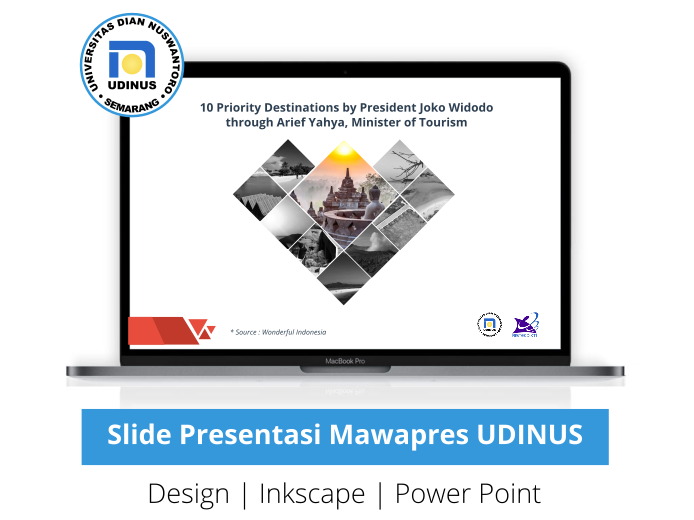 UNIVERSITAS DIAN NUSWANTORO
UDINUS
• SEMARANG •
10 Priority Destinations by President Joko Widodo
through Arief Yahya, Minister of Tourism
* Source : Wonderful Indonesia
MacBook Pro
Slide Presentasi Mawapres UDINUS
Design | Inkscape | Power Point